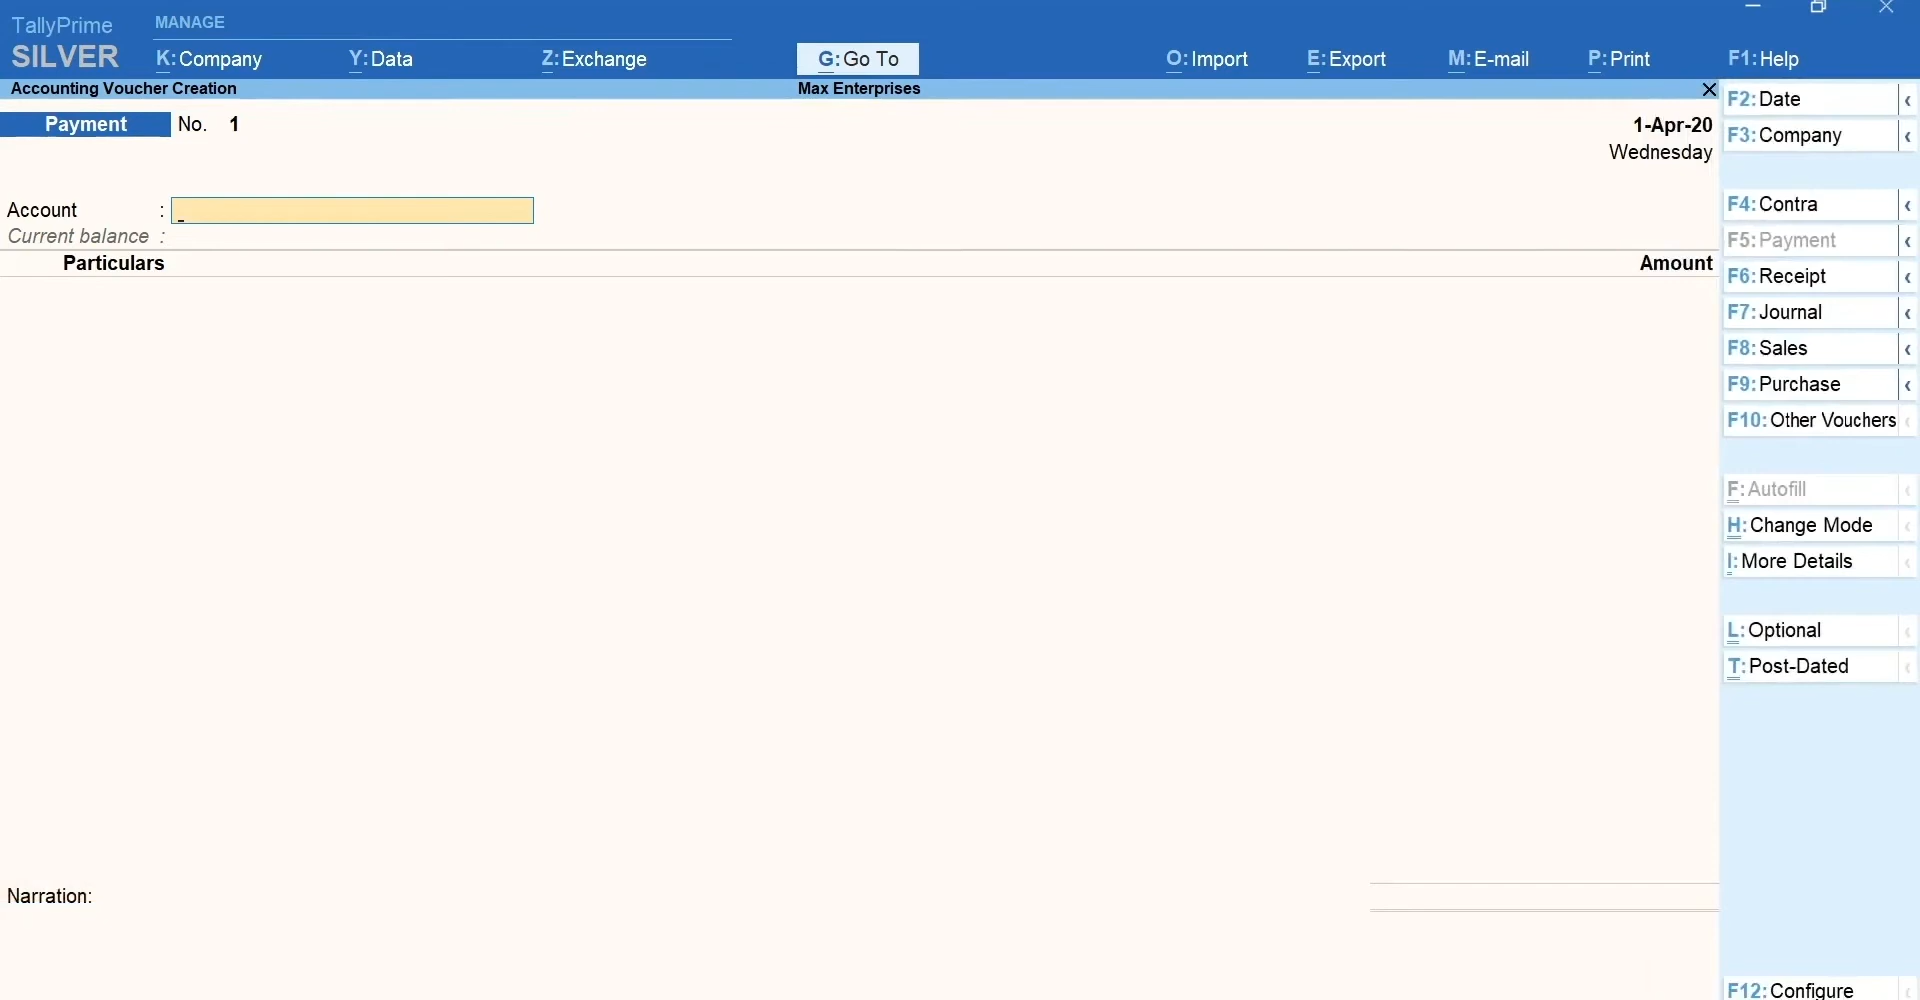 TallyPrime
MANAGE
SILVER
K: Company
Y: Data
Z: Exchange
G: Go To
O: Import
E: Export
M: E-mail
P: Print
F1: Help
Accounting Voucher Creation
Max Enterprises
Payment No. 1
1-Apr-20
Wednesday
Account :
Current balance :
Particulars
Amount
Narration:
F2: Date
F3: Company
F4: Contra
F5: Payment
F6: Receipt
F7: Journal
F8: Sales
F9: Purchase
F10: Other Vouchers
F: Autofill
H: Change Mode
I: More Details
L: Optional
T: Post-Dated
F12: Configure